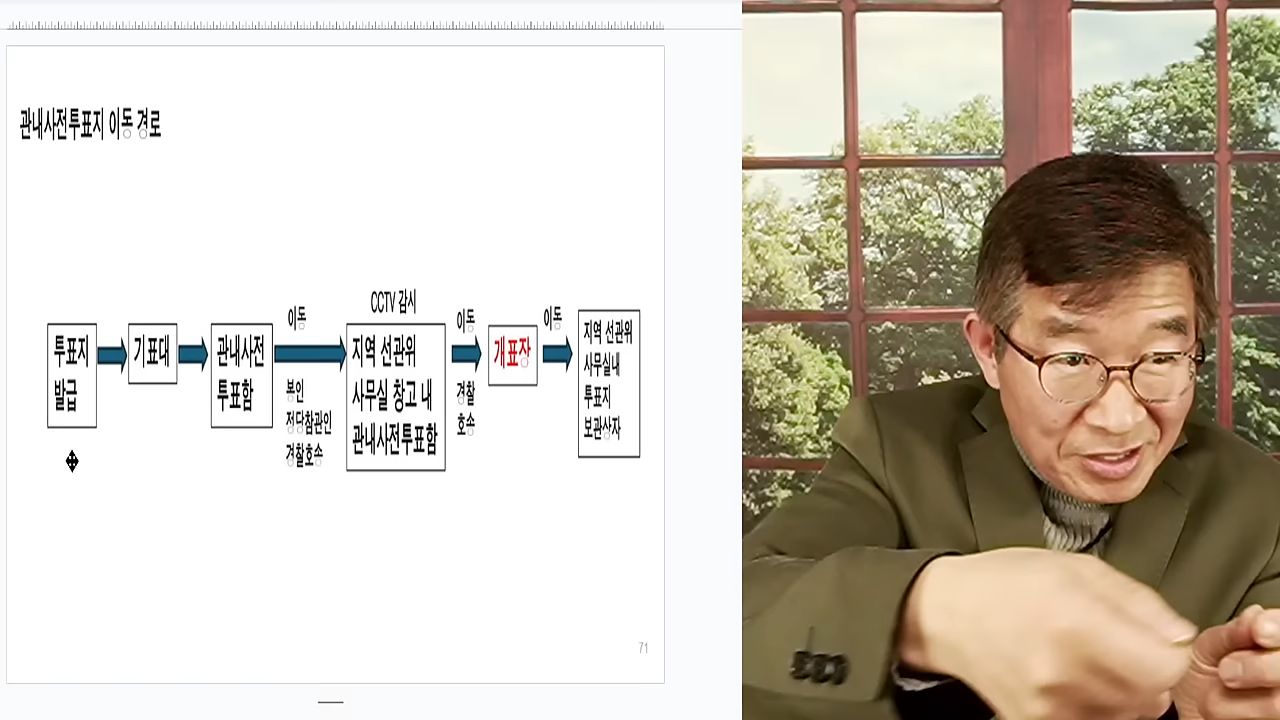 관내사전투표지 이동 경로
투표지
발급
기표대
관내사전
투표함
이동
본인
정당참관인
경찰호송
CCTV 감시
지역 선관위
사무실 창고 내
관내사전투표함
이동
경찰
호송
개표장
이동
지역 선관위
사무실내
투표지
보관상자
71